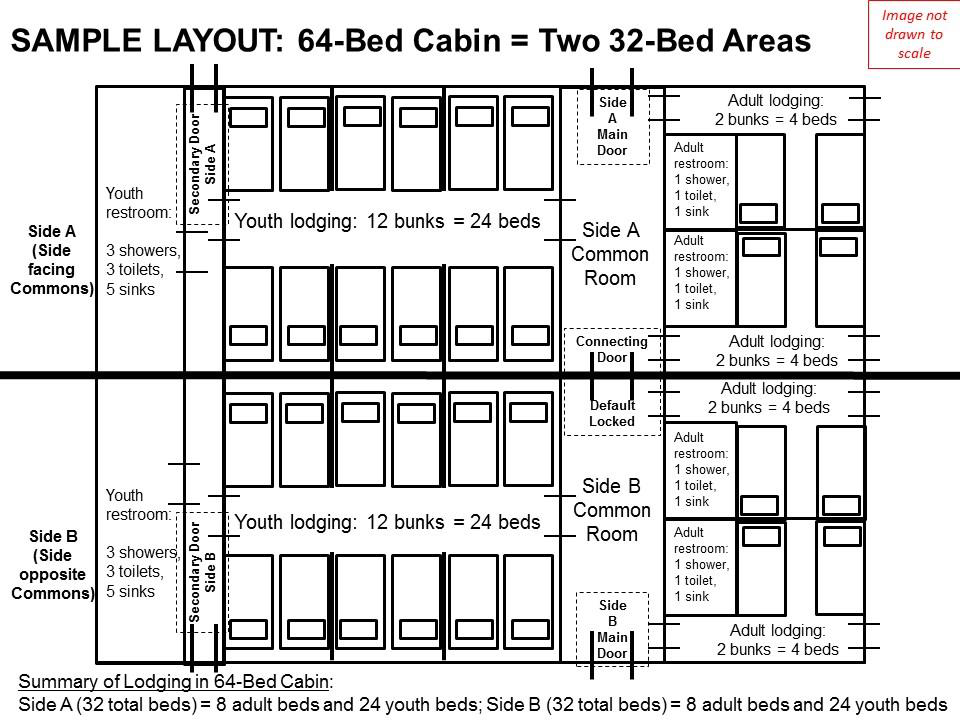 SAMPLE LAYOUT: 64-Bed Cabin = Two 32-Bed Areas
Image not
drawn to
scale
Side A
(Side
facing
Commons)
Youth
restroom:
3 showers,
3 toilets,
5 sinks
Secondary Door
Side A
Youth lodging: 12 bunks = 24 beds
Side
A
Main
Door
Side A
Common
Room
Adult lodging:
2 bunks = 4 beds
Adult
restroom:
1 shower,
1 toilet,
1 sink
Adult
restroom:
1 shower,
1 toilet,
1 sink
Adult lodging:
2 bunks = 4 beds
Connecting
Door
Default
Locked
Side B
(Side
opposite
Commons)
Youth
restroom:
3 showers,
3 toilets,
5 sinks
Secondary Door
Side B
Youth lodging: 12 bunks = 24 beds
Side B
Common
Room
Side
B
Main
Door
Adult lodging:
2 bunks = 4 beds
Adult
restroom:
1 shower,
1 toilet,
1 sink
Adult
restroom:
1 shower,
1 toilet,
1 sink
Adult lodging:
2 bunks = 4 beds
Summary of Lodging in 64-Bed Cabin:
Side A (32 total beds) = 8 adult beds and 24 youth beds; Side B (32 total beds) = 8 adult beds and 24 youth beds